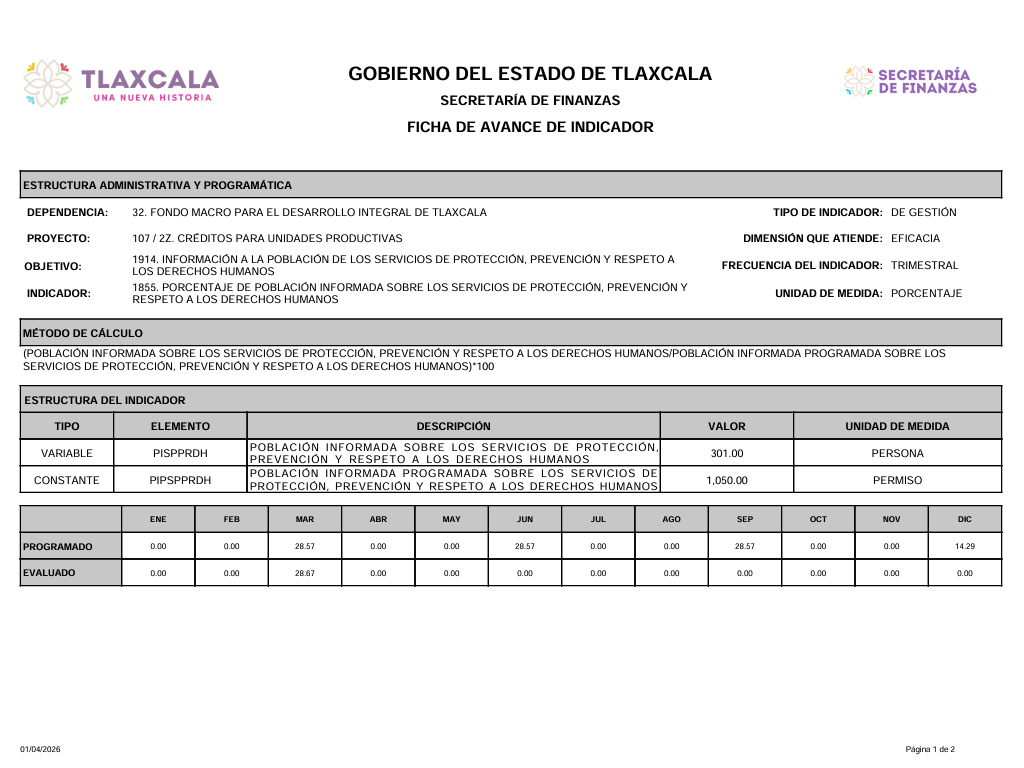 TLAXCALA
UNA NUEVA HISTORIA
GOBIERNO DEL ESTADO DE TLAXCALA
SECRETARÍA DE FINANZAS
FICHA DE AVANCE DE INDICADOR
SECRETARÍA
DE FINANZAS
ESTRUCTURA ADMINISTRATIVA Y PROGRAMÁTICA
DEPENDENCIA: 32. FONDO MACRO PARA EL DESARROLLO INTEGRAL DE TLAXCALA TIPO DE INDICADOR: DE GESTIÓN
PROYECTO: 107 / 2Z. CRÉDITOS PARA UNIDADES PRODUCTIVAS DIMENSIÓN QUE ATIENDE: EFICACIA
OBJETIVO: 1914. INFORMACIÓN A LA POBLACIÓN DE LOS SERVICIOS DE PROTECCIÓN, PREVENCIÓN Y RESPETO A
LOS DERECHOS HUMANOS
FRECUENCIA DEL INDICADOR: TRIMESTRAL
INDICADOR: 1855. PORCENTAJE DE POBLACIÓN INFORMADA SOBRE LOS SERVICIOS DE PROTECCIÓN, PREVENCIÓN Y
RESPETO A LOS DERECHOS HUMANOS
UNIDAD DE MEDIDA: PORCENTAJE
MÉTODO DE CÁLCULO
(POBLACIÓN INFORMADA SOBRE LOS SERVICIOS DE PROTECCIÓN, PREVENCIÓN Y RESPETO A LOS DERECHOS HUMANOS/POBLACIÓN INFORMADA PROGRAMADA SOBRE LOS
SERVICIOS DE PROTECCIÓN, PREVENCIÓN Y RESPETO A LOS DERECHOS HUMANOS)*100
ESTRUCTURA DEL INDICADOR
TIPO ELEMENTO DESCRIPCIÓN VALOR UNIDAD DE MEDIDA
VARIABLE PISPPRDH POBLACIÓN INFORMADA SOBRE LOS SERVICIOS DE PROTECCIÓN,
PREVENCIÓN Y RESPETO A LOS DERECHOS HUMANOS
301.00 PERSONA
CONSTANTE PIPSPPRDH POBLACIÓN INFORMADA PROGRAMADA SOBRE LOS SERVICIOS DE
PROTECCIÓN, PREVENCIÓN Y RESPETO A LOS DERECHOS HUMANOS
1,050.00 PERMISO
ENE FEB MAR ABR MAY JUN JUL AGO SEP OCT NOV DIC
PROGRAMADO 0.00 0.00 28.57 0.00 0.00 28.57 0.00 0.00 28.57 0.00 0.00 14.29
EVALUADO 0.00 0.00 28.67 0.00 0.00 0.00 0.00 0.00 0.00 0.00 0.00 0.00
01/04/2026 Página 1 de 2